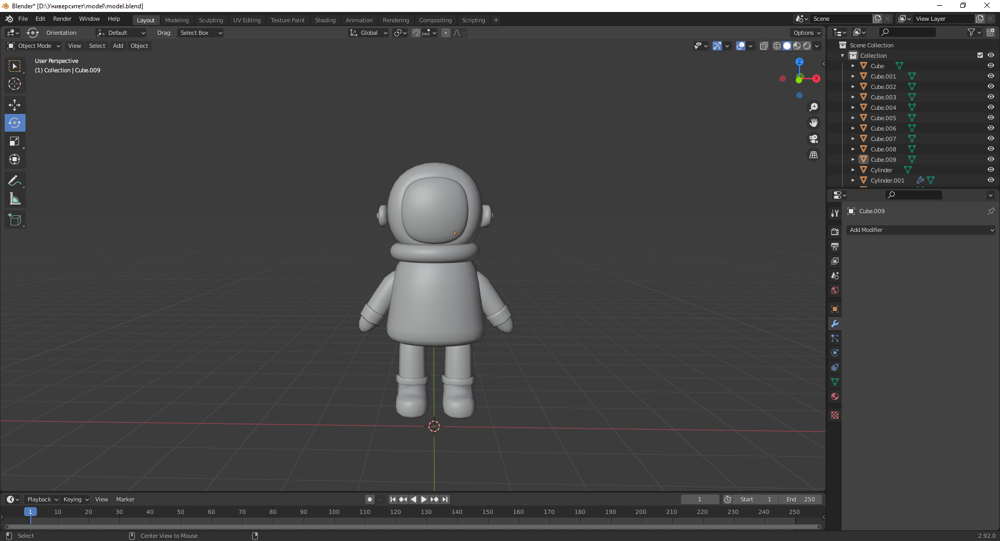 Blender* [D:\Университет\model\model.blend]
File Edit Render Window Help Layout Modeling Sculpting UV Editing Texture Paint Shading Animation Rendering Compositing Scripting + Scene View Layer
Orientation: Default Drag: Select Box Global Options
Object Mode View Select Add Object
User Perspective
(1) Collection | Cube.009
Z
X
Scene Collection
Collection
Cube
Cube.001
Cube.002
Cube.003
Cube.004
Cube.005
Cube.006
Cube.007
Cube.008
Cube.009
Cylinder
Cylinder.001
Cube.009
Add Modifier
Playback Keying View Marker 1 Start 1 End 250
1 10 20 30 40 50 60 70 80 90 100 110 120 130 140 150 160 170 180 190 200 210 220 230 240 250
Select Center View to Mouse 2.92.0